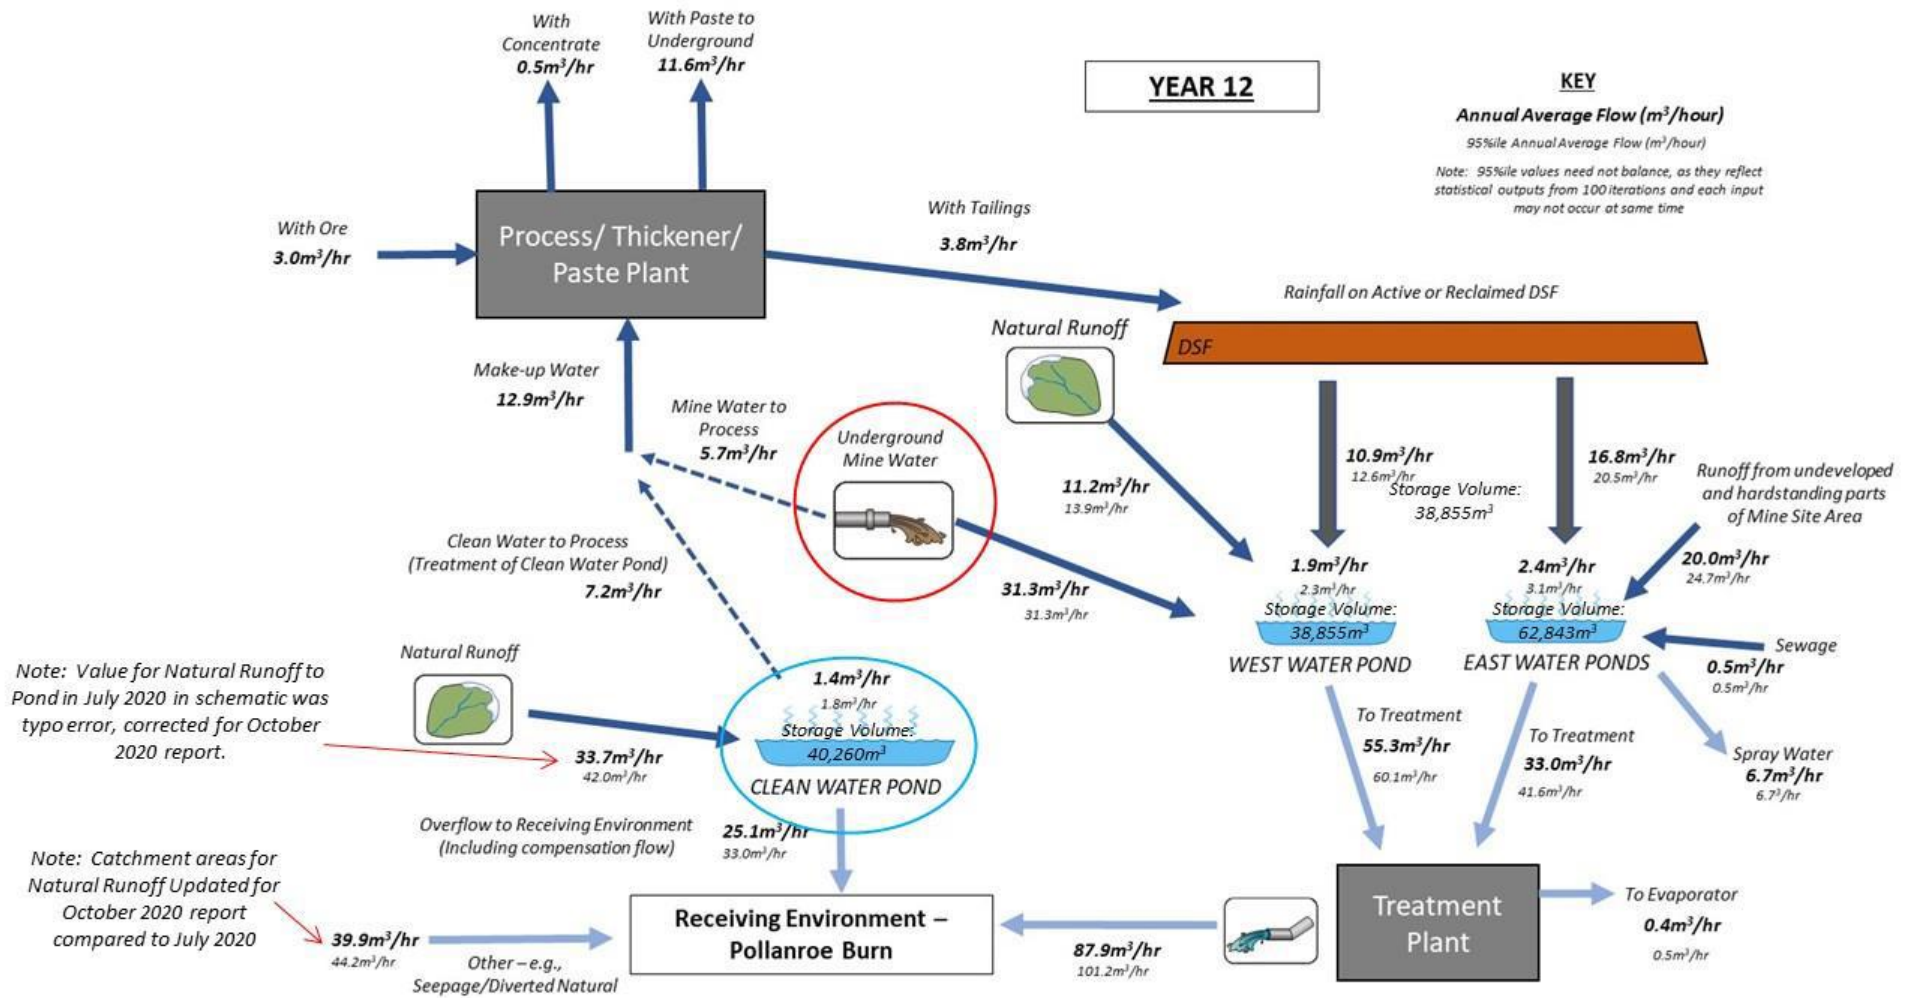 With
Concentrate
0.5m³/hr
With Paste to
Underground
11.6m³/hr
YEAR 12
KEY
Annual Average Flow (m³/hour)
95%ile Annual Average Flow (m³/hour)
Note: 95%ile values need not balance, as they reflect
statistical outputs from 100 iterations and each input
may not occur at same time
With Ore
3.0m³/hr
Process/ Thickener/
Paste Plant
With Tailings
3.8m³/hr
Rainfall on Active or Reclaimed DSF
DSF
Natural Runoff
Make-up Water
12.9m³/hr
Mine Water to
Process
5.7m³/hr
Underground
Mine Water
11.2m³/hr
13.9m³/hr
10.9m³/hr
12.6m³/hr
Storage Volume:
38,855m³
16.8m³/hr
20.5m³/hr
Runoff from undeveloped
and hardstanding parts
of Mine Site Area
20.0m³/hr
24.7m³/hr
Clean Water to Process
(Treatment of Clean Water Pond)
7.2m³/hr
31.3m³/hr
31.3m³/hr
1.9m³/hr
2.3m³/hr
Storage Volume:
38,855m³
WEST WATER POND
2.4m³/hr
3.1m³/hr
Storage Volume:
62,843m³
EAST WATER PONDS
Sewage
0.5m³/hr
0.5m³/hr
Note: Value for Natural Runoff to
Pond in July 2020 in schematic was
typo error, corrected for October
2020 report.
Natural Runoff
33.7m³/hr
42.0m³/hr
1.4m³/hr
1.8m³/hr
Storage Volume:
40,260m³
CLEAN WATER POND
To Treatment
55.3m³/hr
60.1m³/hr
To Treatment
33.0m³/hr
41.6m³/hr
Spray Water
6.7m³/hr
6.7³/hr
Overflow to Receiving Environment
(Including compensation flow)
25.1m³/hr
33.0m³/hr
Note: Catchment areas for
Natural Runoff Updated for
October 2020 report
compared to July 2020
39.9m³/hr
44.2m³/hr
Other – e.g.,
Seepage/Diverted Natural
Receiving Environment –
Pollanroe Burn
87.9m³/hr
101.2m³/hr
Treatment
Plant
To Evaporator
0.4m³/hr
0.5m³/hr